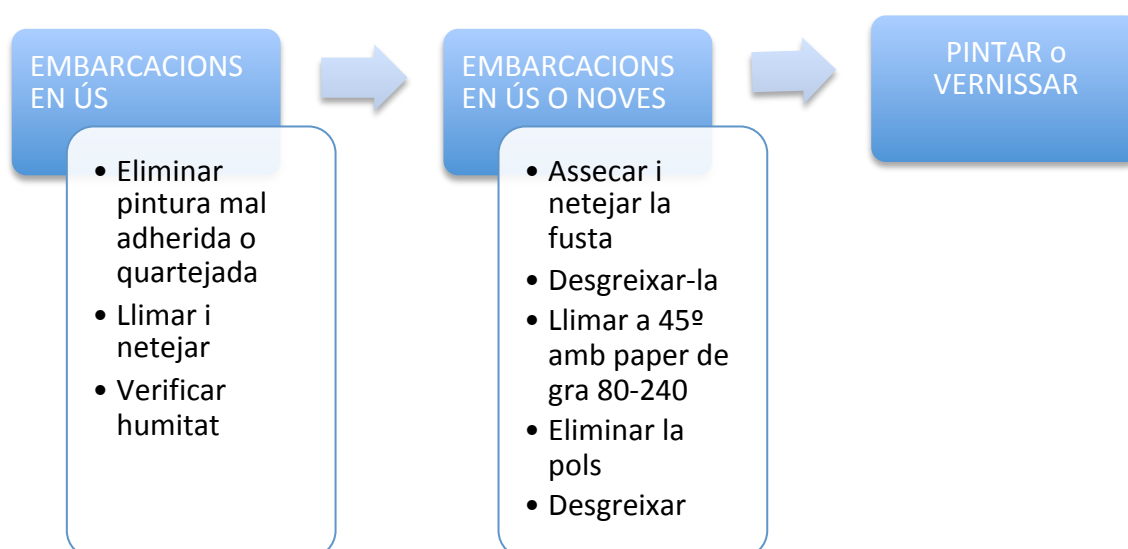 EMBARCACIONS
EN ÚS
• Eliminar
pintura mal
adherida o
quartejada
• Llimar i
netejar
• Verificar
humitat
EMBARCACIONS
EN ÚS O NOVES
• Assecar i
netejar la
fusta
• Desgreixar-la
• Llimar a 45º
amb paper de
gra 80-240
• Eliminar la
pols
• Desgreixar
PINTAR o
VERNISSAR